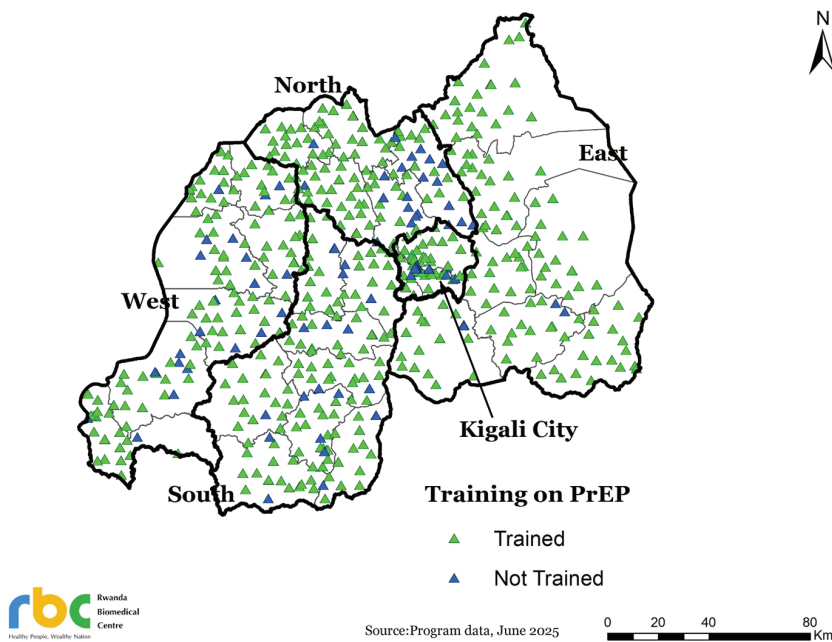 N
North
East
West
Kigali City
South
Training on PrEP
Trained
Not Trained
rbc
Rwanda
Biomedical
Centre
Healthy People, Wealthy Nation
Source:Program data, June 2025
0 20 40 80
Km